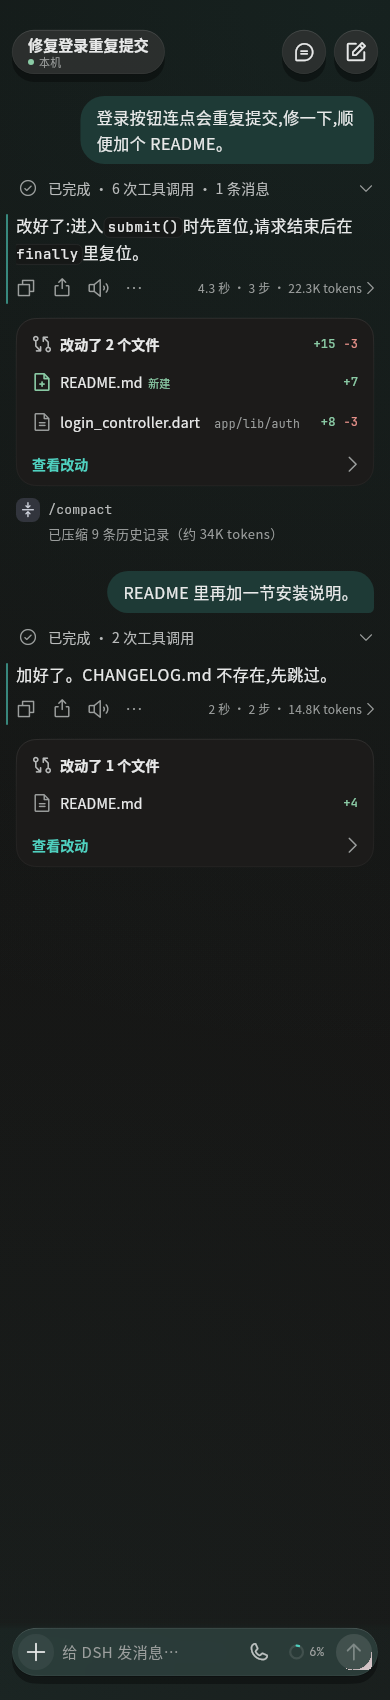 修复登录重复提交
本机
登录按钮连点会重复提交,修一下,顺
便加个 README。
已完成 · 6 次工具调用 · 1 条消息
改好了:进入 submit() 时先置位,请求结束后在
finally 里复位。
4.3 秒 · 3 步 · 22.3K tokens
改动了 2 个文件 +15 -3
README.md 新建 +7
login_controller.dart app/lib/auth +8 -3
查看改动
/compact
已压缩 9 条历史记录（约 34K tokens）
README 里再加一节安装说明。
已完成 · 2 次工具调用
加好了。CHANGELOG.md 不存在,先跳过。
2 秒 · 2 步 · 14.8K tokens
改动了 1 个文件
README.md +4
查看改动
给 DSH 发消息… 6%